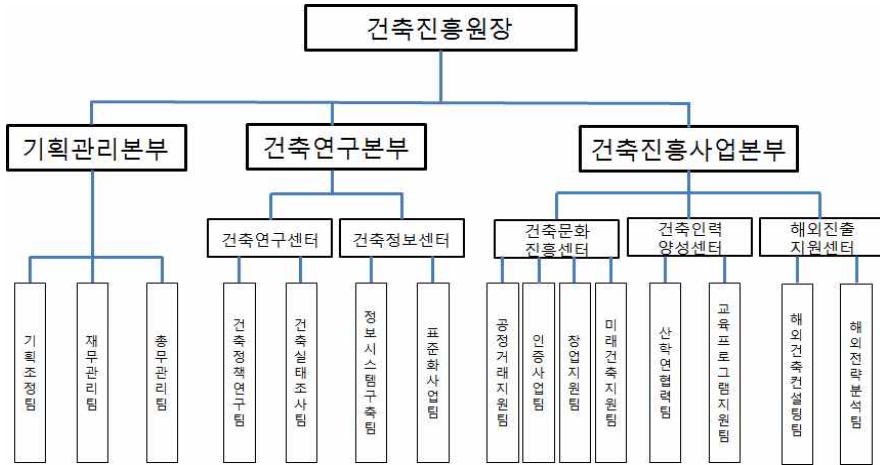 건축진흥원장
기획관리본부
건축연구본부
건축진흥사업본부
건축연구센터
건축정보센터
건축문화
진흥센터
건축인력
양성센터
해외진출
지원센터
기획조정팀
재무관리팀
총무관리팀
건축정책연구팀
건축실태조사팀
정보시스템구축팀
표준화사업팀
공정거래지원팀
인증사업팀
창업지원팀
미래건축지원팀
산학연협력팀
교육프로그램지원팀
해외건축컨설팅팀
해외전략분석팀